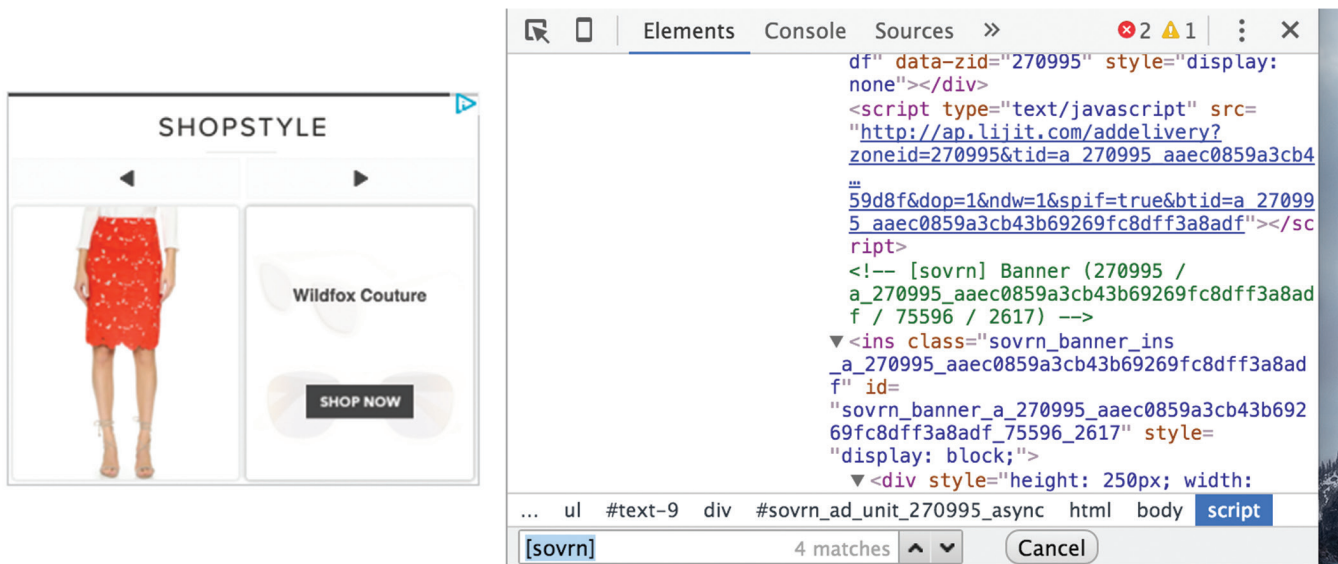 SHOPSTYLE
Wildfox Couture
SHOP NOW
Elements Console Sources » 2 1
df" data-zid="270995" style="display:
none"></div>
<script type="text/javascript" src=
"http://ap.lijit.com/addelivery?
zoneid=270995&tid=a_270995_aaec0859a3cb4
…
59d8f&dop=1&ndw=1&spif=true&btid=a_27099
5_aaec0859a3cb43b69269fc8dff3a8adf"></sc
ript>
<!-- [sovrn] Banner (270995 /
a_270995_aaec0859a3cb43b69269fc8dff3a8ad
f / 75596 / 2617) -->
▼<ins class="sovrn_banner_ins
_a_270995_aaec0859a3cb43b69269fc8dff3a8ad
f" id=
"sovrn_banner_a_270995_aaec0859a3cb43b692
69fc8dff3a8adf_75596_2617" style=
"display: block;">
▼<div style="height: 250px; width:
... ul #text-9 div #sovrn_ad_unit_270995_async html body script
[sovrn] 4 matches Cancel